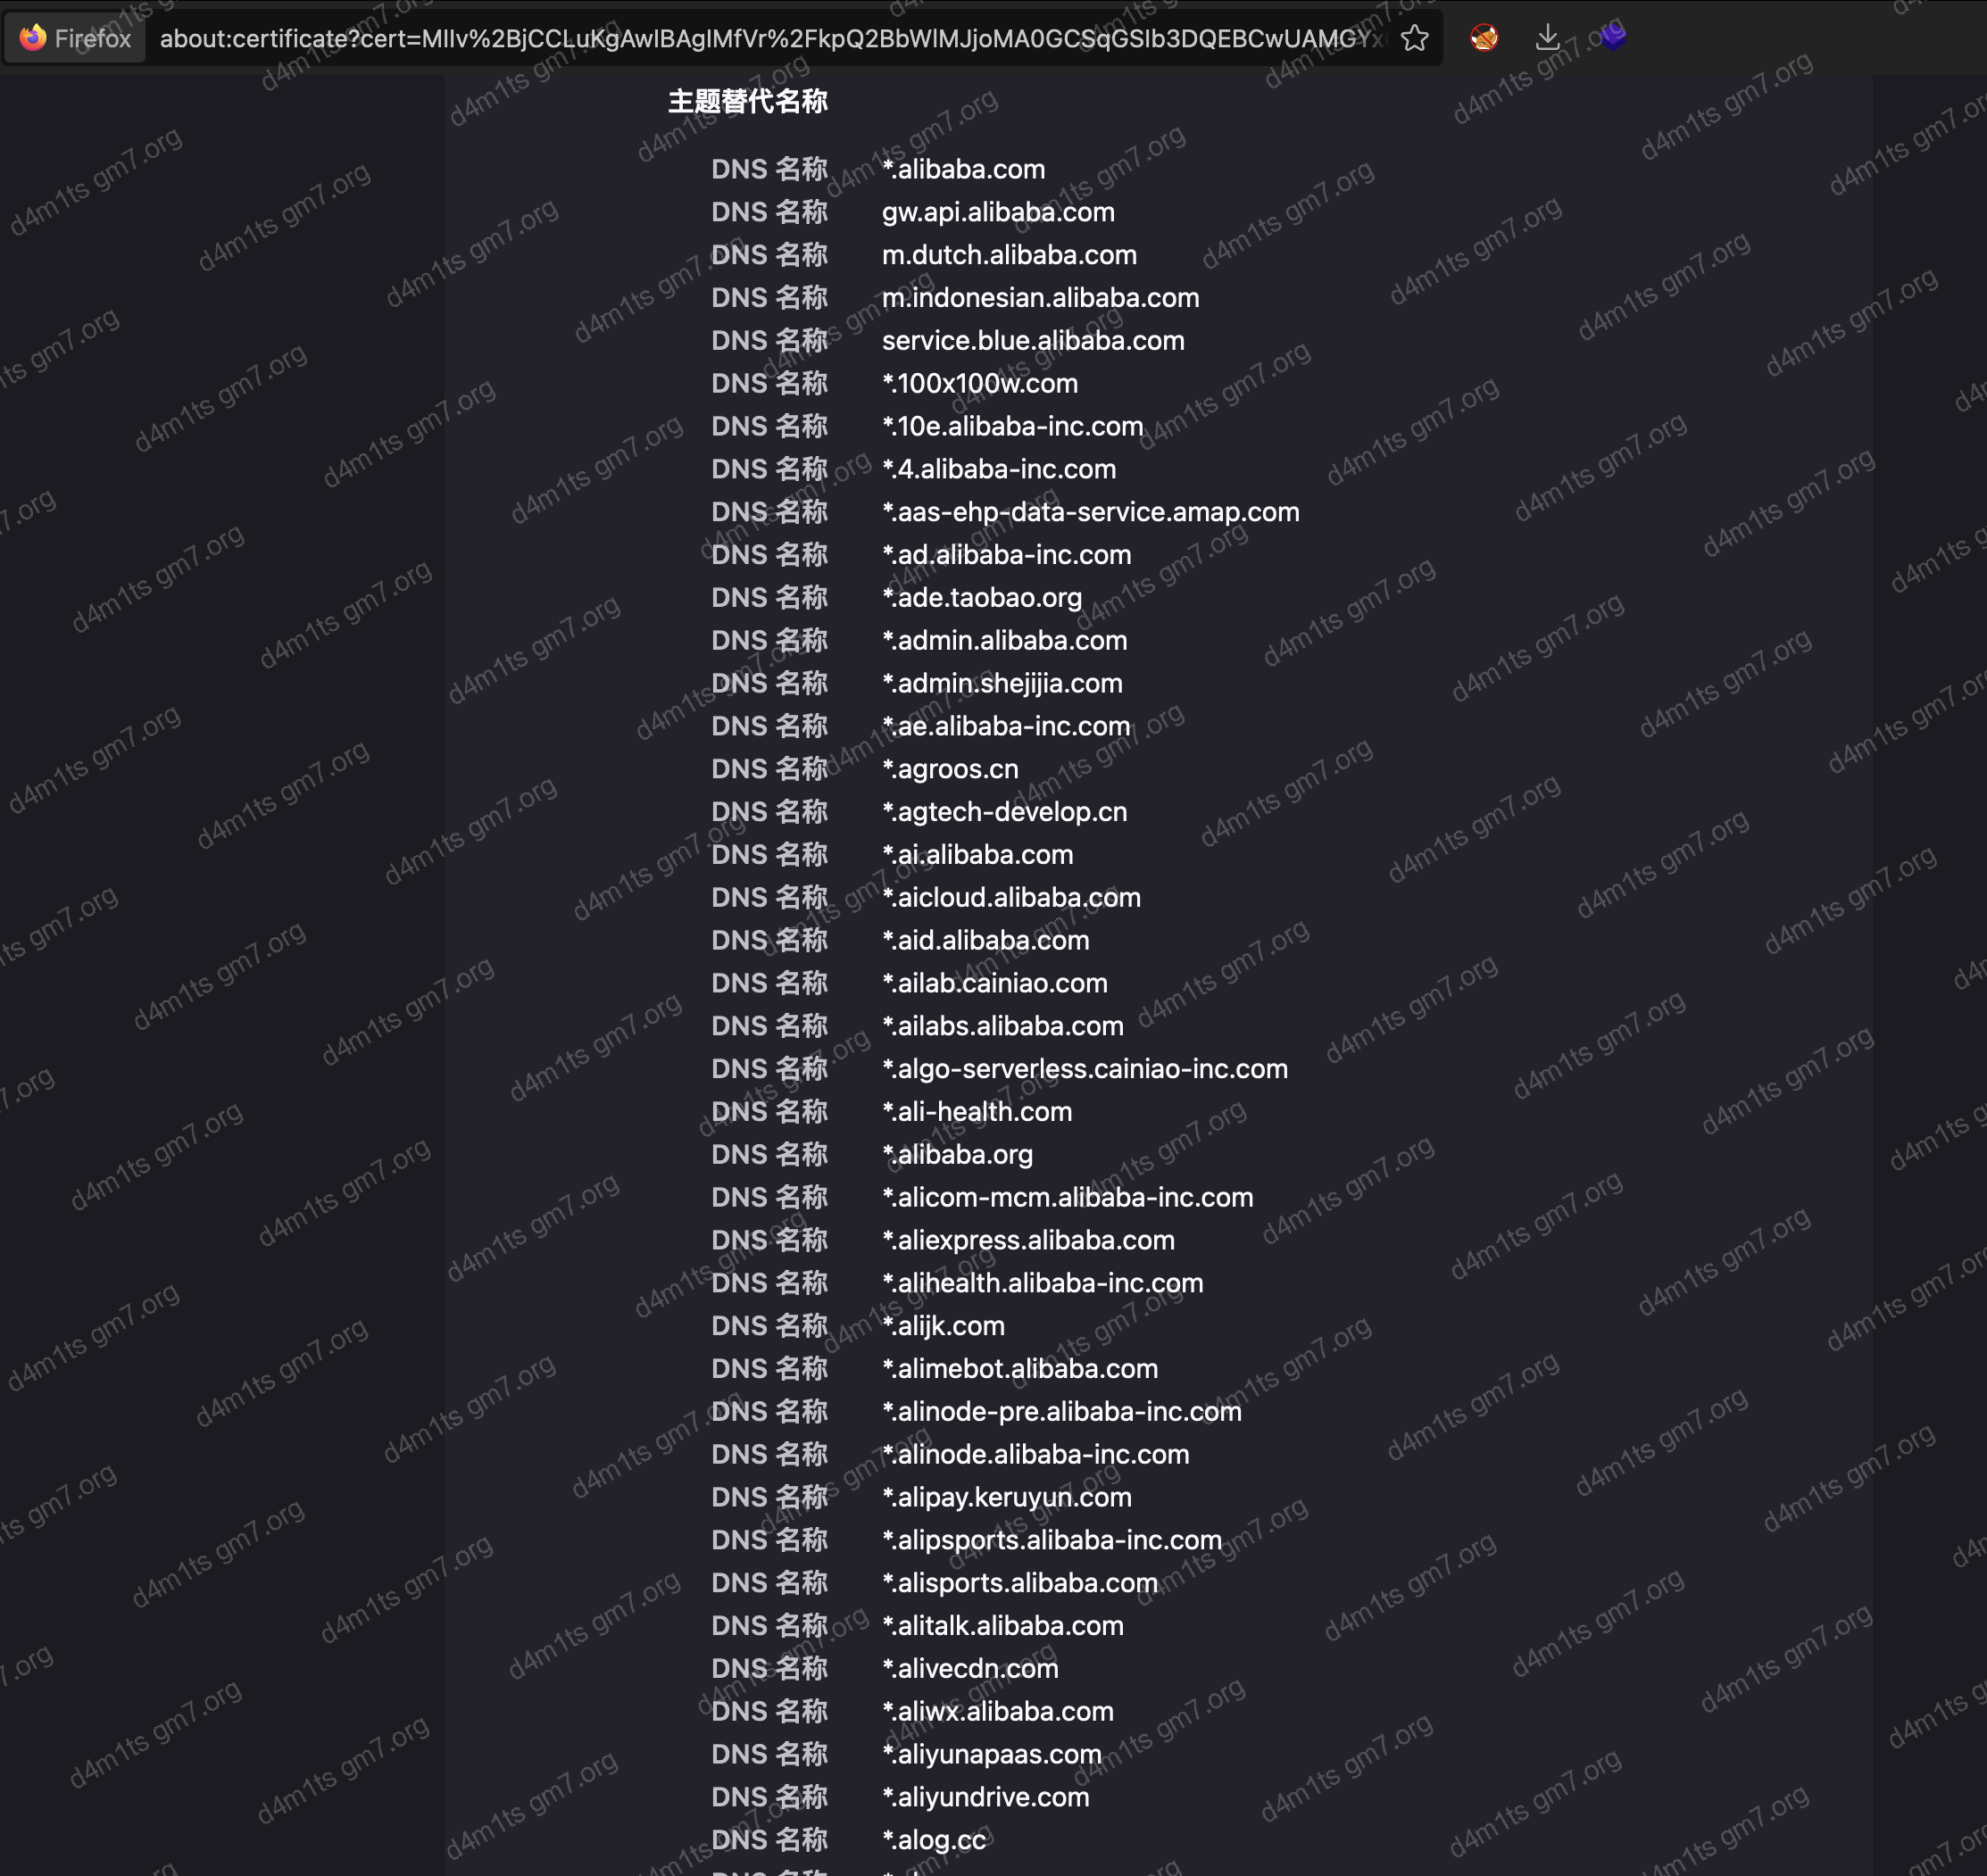 Firefox about:certificate?cert=MIIv%2BjCCLuKgAwIBAgIMfVr%2FkpQ2BbWlMJjoMA0GCSqGSIb3DQEBCwUAMGYx
主题替代名称
DNS 名称 *.alibaba.com
DNS 名称 gw.api.alibaba.com
DNS 名称 m.dutch.alibaba.com
DNS 名称 m.indonesian.alibaba.com
DNS 名称 service.blue.alibaba.com
DNS 名称 *.100x100w.com
DNS 名称 *.10e.alibaba-inc.com
DNS 名称 *.4.alibaba-inc.com
DNS 名称 *.aas-ehp-data-service.amap.com
DNS 名称 *.ad.alibaba-inc.com
DNS 名称 *.ade.taobao.org
DNS 名称 *.admin.alibaba.com
DNS 名称 *.admin.shejijia.com
DNS 名称 *.ae.alibaba-inc.com
DNS 名称 *.agroos.cn
DNS 名称 *.agtech-develop.cn
DNS 名称 *.ai.alibaba.com
DNS 名称 *.aicloud.alibaba.com
DNS 名称 *.aid.alibaba.com
DNS 名称 *.ailab.cainiao.com
DNS 名称 *.ailabs.alibaba.com
DNS 名称 *.algo-serverless.cainiao-inc.com
DNS 名称 *.ali-health.com
DNS 名称 *.alibaba.org
DNS 名称 *.alicom-mcm.alibaba-inc.com
DNS 名称 *.aliexpress.alibaba.com
DNS 名称 *.alihealth.alibaba-inc.com
DNS 名称 *.alijk.com
DNS 名称 *.alimebot.alibaba.com
DNS 名称 *.alinode-pre.alibaba-inc.com
DNS 名称 *.alinode.alibaba-inc.com
DNS 名称 *.alipay.keruyun.com
DNS 名称 *.alipsports.alibaba-inc.com
DNS 名称 *.alisports.alibaba.com
DNS 名称 *.alitalk.alibaba.com
DNS 名称 *.alivecdn.com
DNS 名称 *.aliwx.alibaba.com
DNS 名称 *.aliyunapaas.com
DNS 名称 *.aliyundrive.com
DNS 名称 *.alog.cc
d4m1ts gm7.org